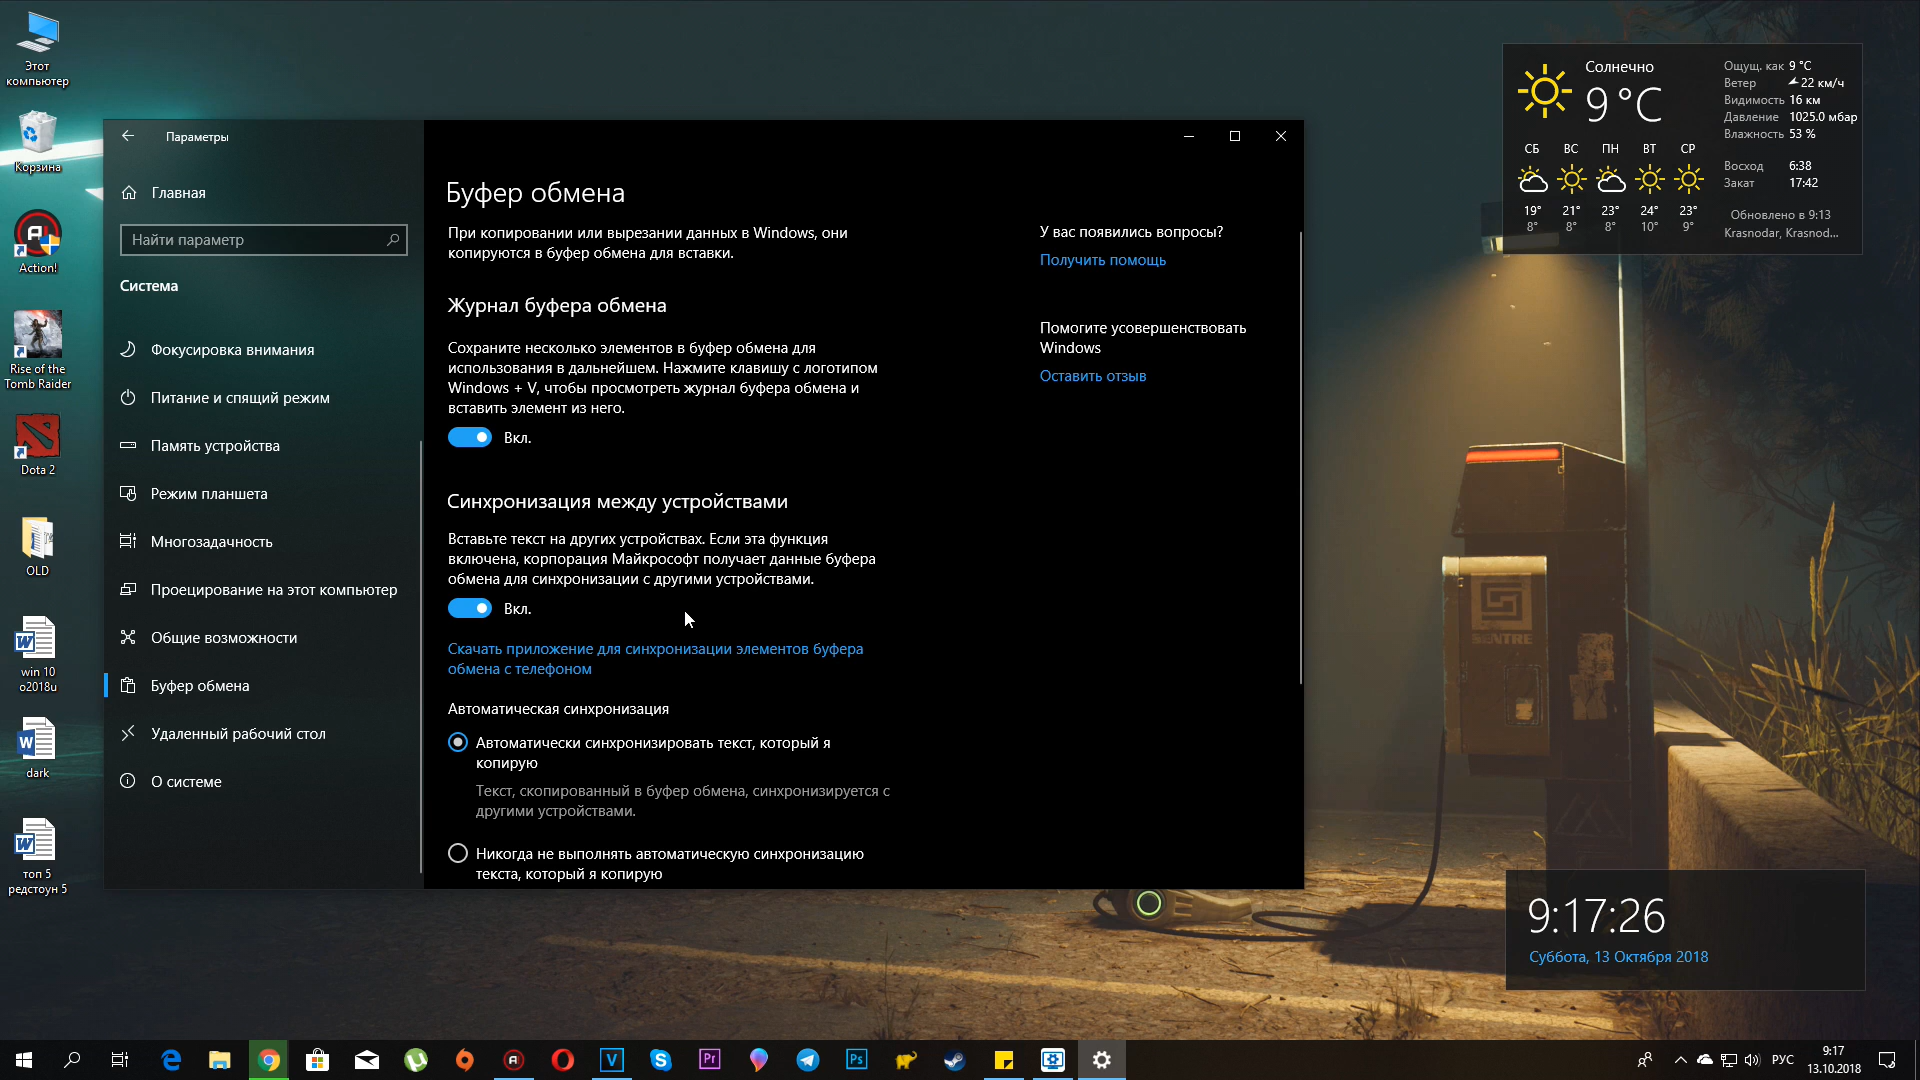 Этот
компьютер
Корзина
Action!
Rise of the
Tomb Raider
Dota 2
OLD
win 10
o2018u
dark
топ 5
редстоун 5
Параметры
Главная
Найти параметр
Система
Фокусировка внимания
Питание и спящий режим
Память устройства
Режим планшета
Многозадачность
Проецирование на этот компьютер
Общие возможности
Буфер обмена
Удаленный рабочий стол
О системе
Буфер обмена
При копировании или вырезании данных в Windows, они
копируются в буфер обмена для вставки.
Журнал буфера обмена
Сохраните несколько элементов в буфер обмена для
использования в дальнейшем. Нажмите клавишу с логотипом
Windows + V, чтобы просмотреть журнал буфера обмена и
вставить элемент из него.
Вкл.
Синхронизация между устройствами
Вставьте текст на других устройствах. Если эта функция
включена, корпорация Майкрософт получает данные буфера
обмена для синхронизации с другими устройствами.
Вкл.
Скачать приложение для синхронизации элементов буфера
обмена с телефоном
Автоматическая синхронизация
Автоматически синхронизировать текст, который я
копирую
Текст, скопированный в буфер обмена, синхронизируется с
другими устройствами.
Никогда не выполнять автоматическую синхронизацию
текста, который я копирую
У вас появились вопросы?
Получить помощь
Помогите усовершенствовать
Windows
Оставить отзыв
Солнечно
9 °C
Ощущ. как 9 °C
Ветер 22 км/ч
Видимость 16 км
Давление 1025.0 мбар
Влажность 53 %
Восход 6:38
Закат 17:42
Обновлено в 9:13
Krasnodar, Krasnod...
СБ ВС ПН ВТ СР
19° 21° 23° 24° 23°
8° 8° 8° 10° 9°
SENTRE
9:17:26
Суббота, 13 Октября 2018
V
Pr
Ps
РУС
9:17
13.10.2018